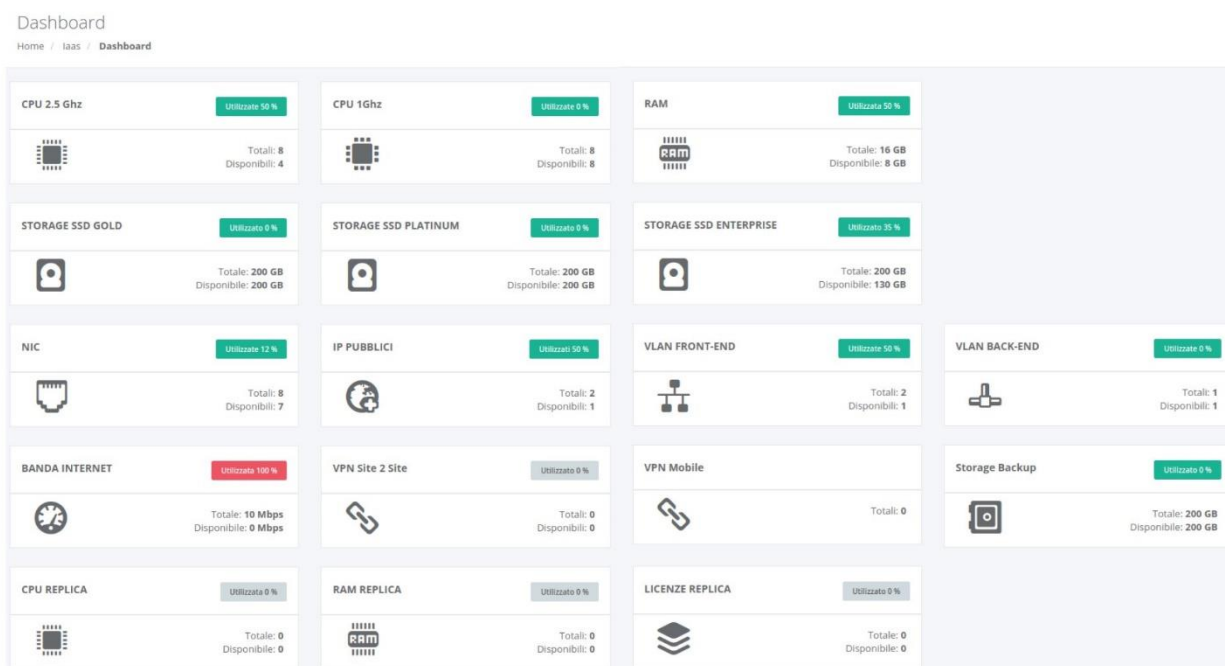 Dashboard
Home / Iaas / Dashboard
CPU 2.5 Ghz
Utilizzate 50 %
Totali: 8
Disponibili: 4
CPU 1Ghz
Utilizzate 0 %
Totali: 8
Disponibili: 8
RAM
Utilizzata 50 %
RAM
Totale: 16 GB
Disponibile: 8 GB
STORAGE SSD GOLD
Utilizzato 0 %
Totale: 200 GB
Disponibile: 200 GB
STORAGE SSD PLATINUM
Utilizzato 0 %
Totale: 200 GB
Disponibile: 200 GB
STORAGE SSD ENTERPRISE
Utilizzato 35 %
Totale: 200 GB
Disponibile: 130 GB
NIC
Utilizzate 12 %
Totali: 8
Disponibili: 7
IP PUBBLICI
Utilizzati 50 %
Totali: 2
Disponibili: 1
VLAN FRONT-END
Utilizzate 50 %
Totali: 2
Disponibili: 1
VLAN BACK-END
Utilizzate 0 %
Totali: 1
Disponibili: 1
BANDA INTERNET
Utilizzata 100 %
Totale: 10 Mbps
Disponibile: 0 Mbps
VPN Site 2 Site
Utilizzato 0 %
Totali: 0
Disponibili: 0
VPN Mobile
Totali: 0
Storage Backup
Utilizzato 0 %
Totale: 200 GB
Disponibile: 200 GB
CPU REPLICA
Utilizzata 0 %
Totale: 0
Disponibile: 0
RAM REPLICA
Utilizzato 0 %
RAM
Totali: 0
Disponibili: 0
LICENZE REPLICA
Utilizzato 0 %
Totale: 0
Disponibile: 0